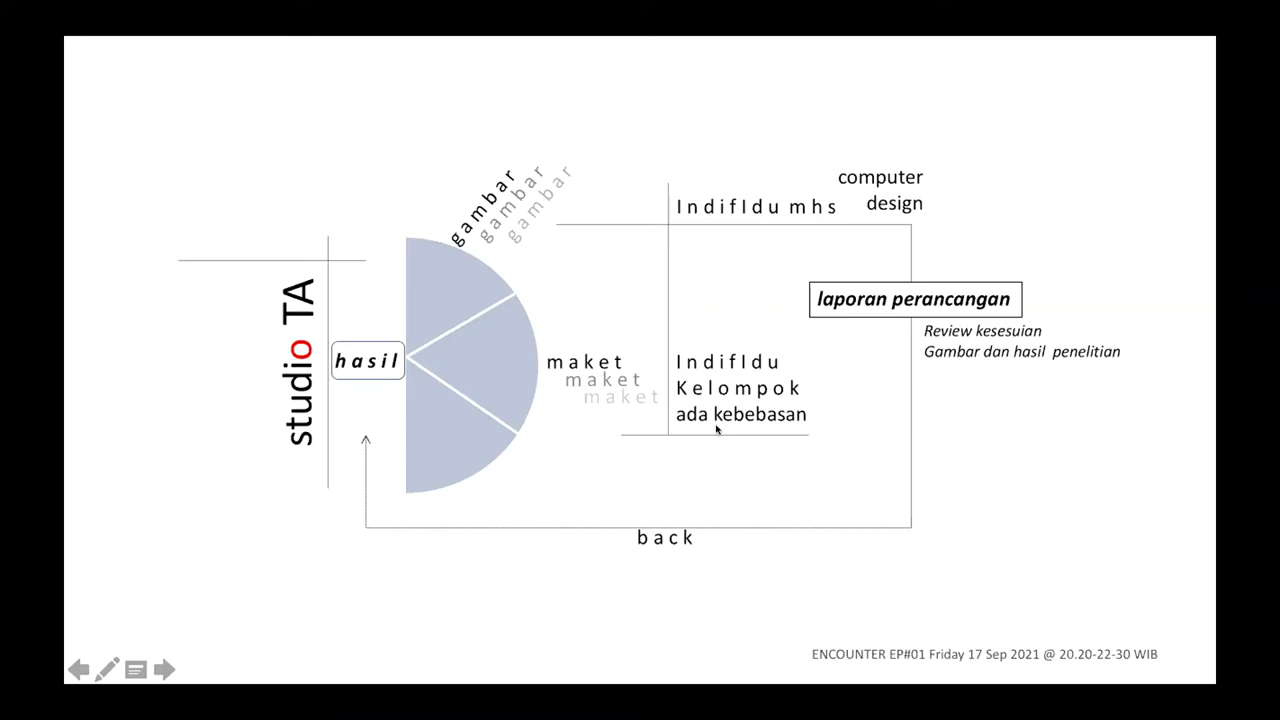 studio TA
hasil
gambar
gambar
gambar
maket
maket
maket
IndifIdu mhs
computer
design
laporan perancangan
Review kesesuian
Gambar dan hasil penelitian
IndifIdu
Kelompok
ada kebebasan
back
ENCOUNTER EP#01 Friday 17 Sep 2021 @ 20.20-22-30 WIB